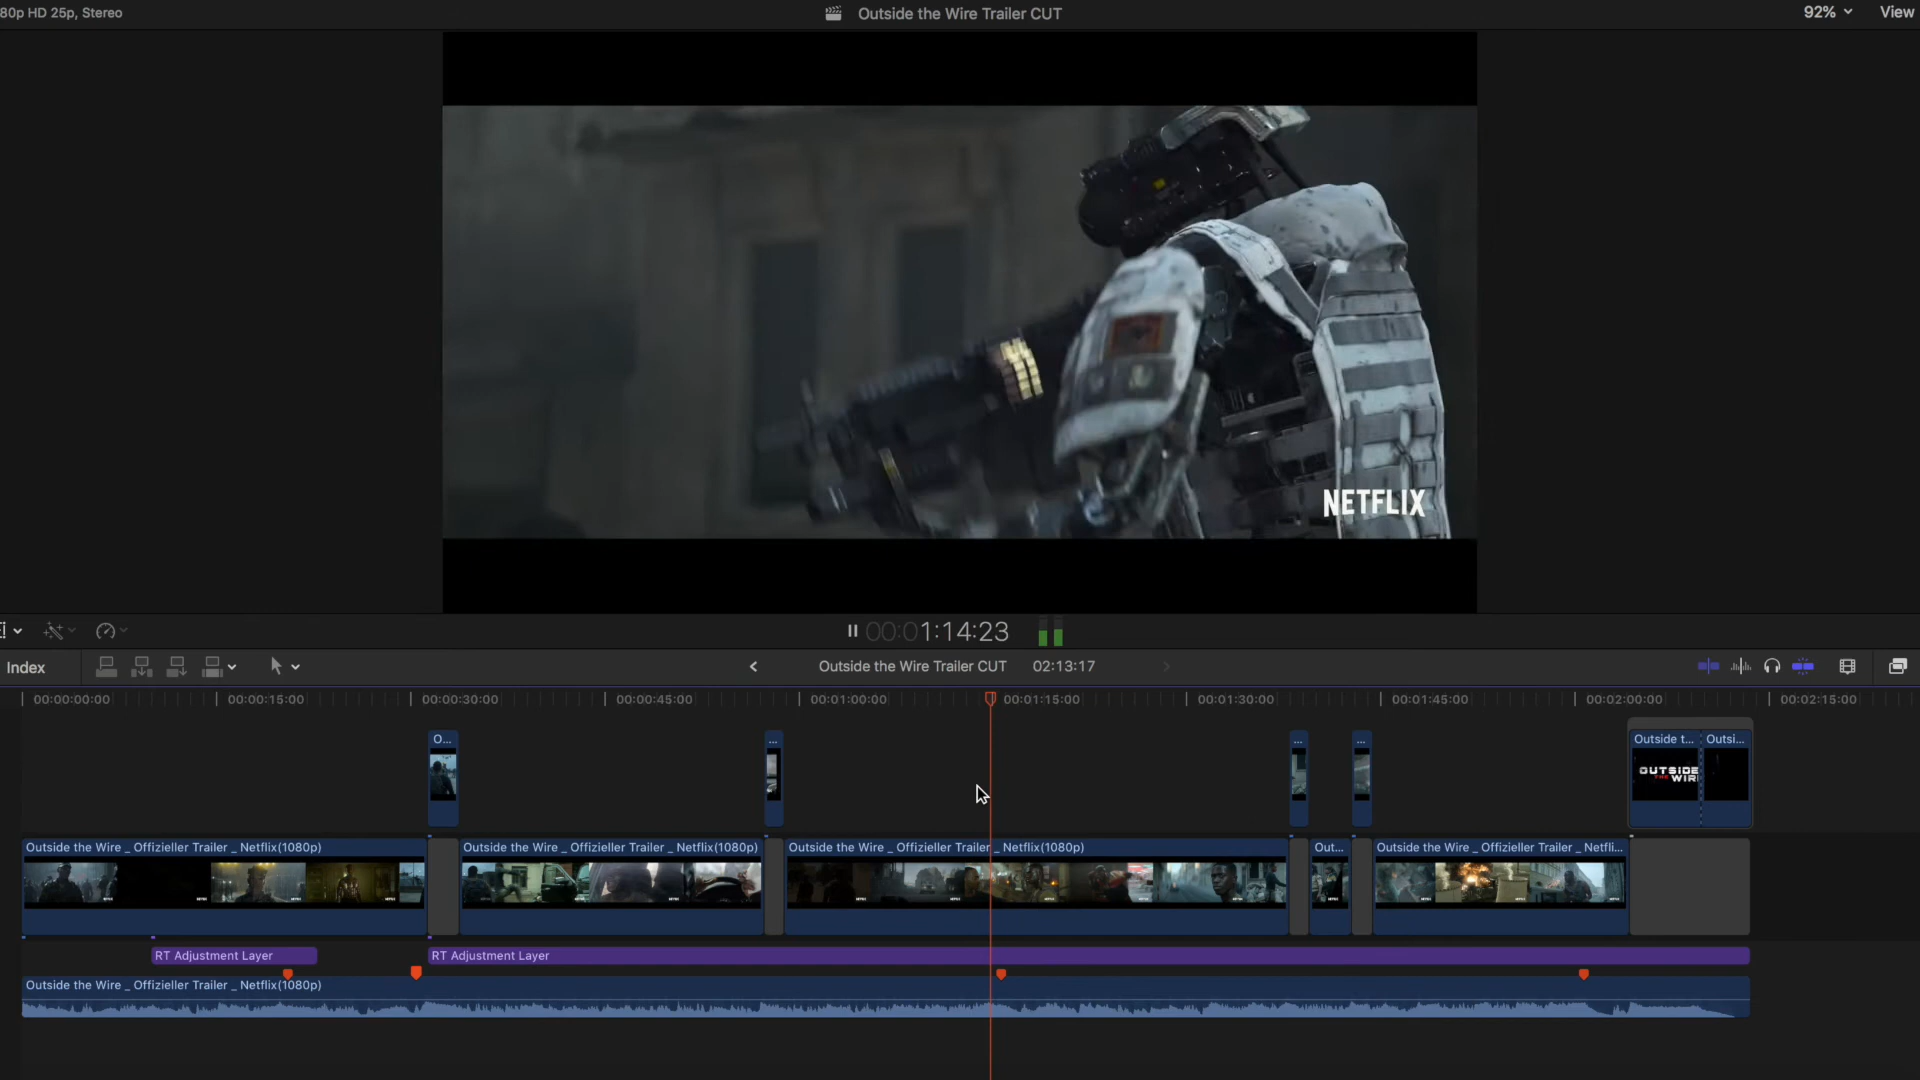 80p HD 25p, Stereo
Outside the Wire Trailer CUT
92%
View
NETFLIX
00:01:14:23
Index
Outside the Wire Trailer CUT
02:13:17
00:00:00:00
00:00:15:00
00:00:30:00
00:00:45:00
00:01:00:00
00:01:15:00
00:01:30:00
00:01:45:00
00:02:00:00
00:02:15:00
O...
...
...
...
Outside t...
Outsi...
OUTSIDE
THE WIR
Outside the Wire _ Offizieller Trailer _ Netflix(1080p)
Outside the Wire _ Offizieller Trailer _ Netflix(1080p)
Outside the Wire _ Offizieller Trailer _ Netflix(1080p)
Out...
Outside the Wire _ Offizieller Trailer _ Netfli...
RT Adjustment Layer
RT Adjustment Layer
Outside the Wire _ Offizieller Trailer _ Netflix(1080p)